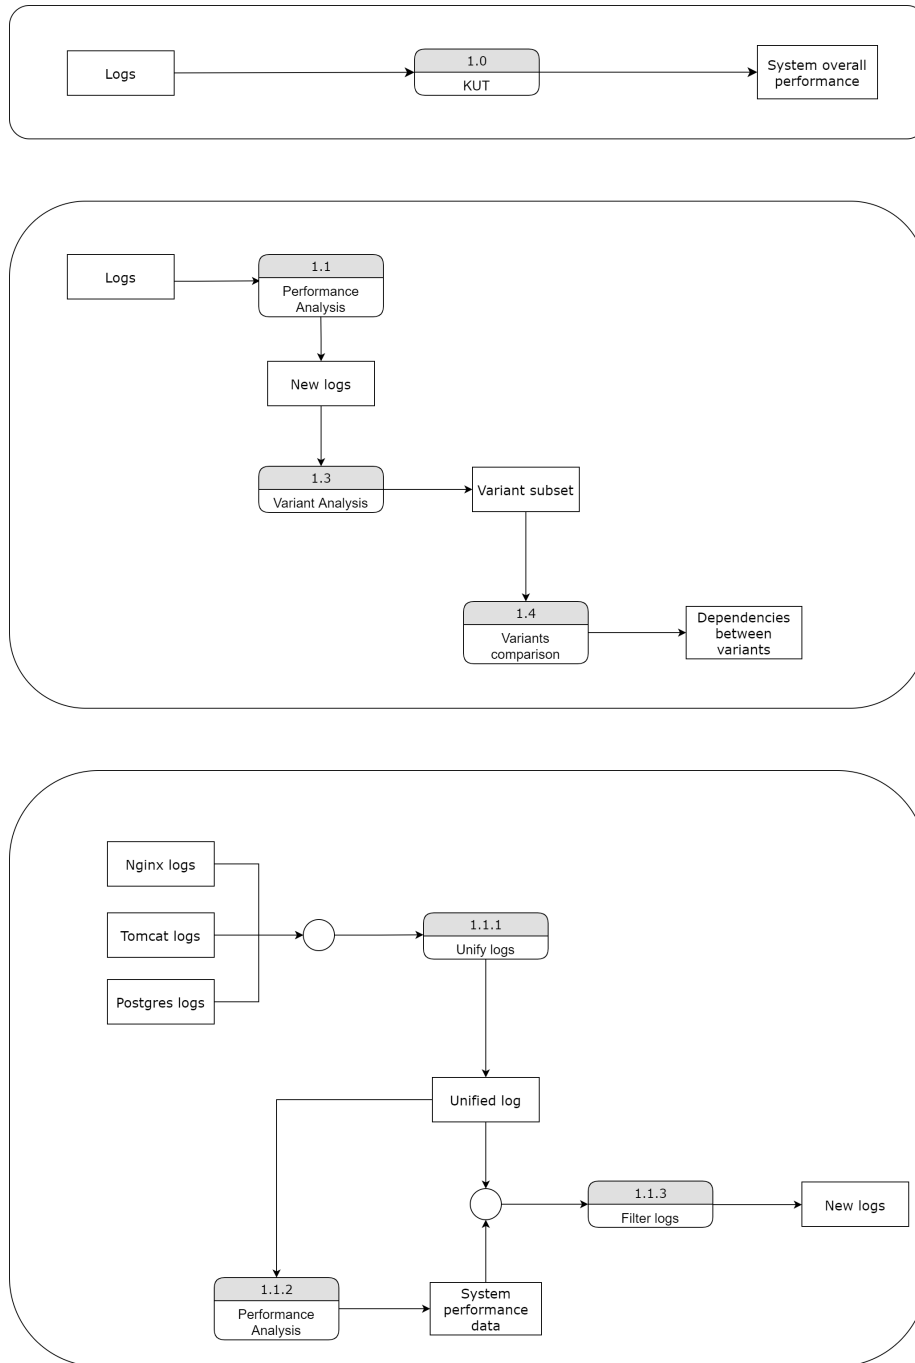 Logs
1.0
KUT
System overall
performance
Logs
1.1
Performance
Analysis
New logs
1.3
Variant Analysis
Variant subset
1.4
Variants
comparison
Dependencies
between
variants
Nginx logs
Tomcat logs
Postgres logs
1.1.1
Unify logs
Unified log
1.1.3
Filter logs
New logs
1.1.2
Performance
Analysis
System
performance
data